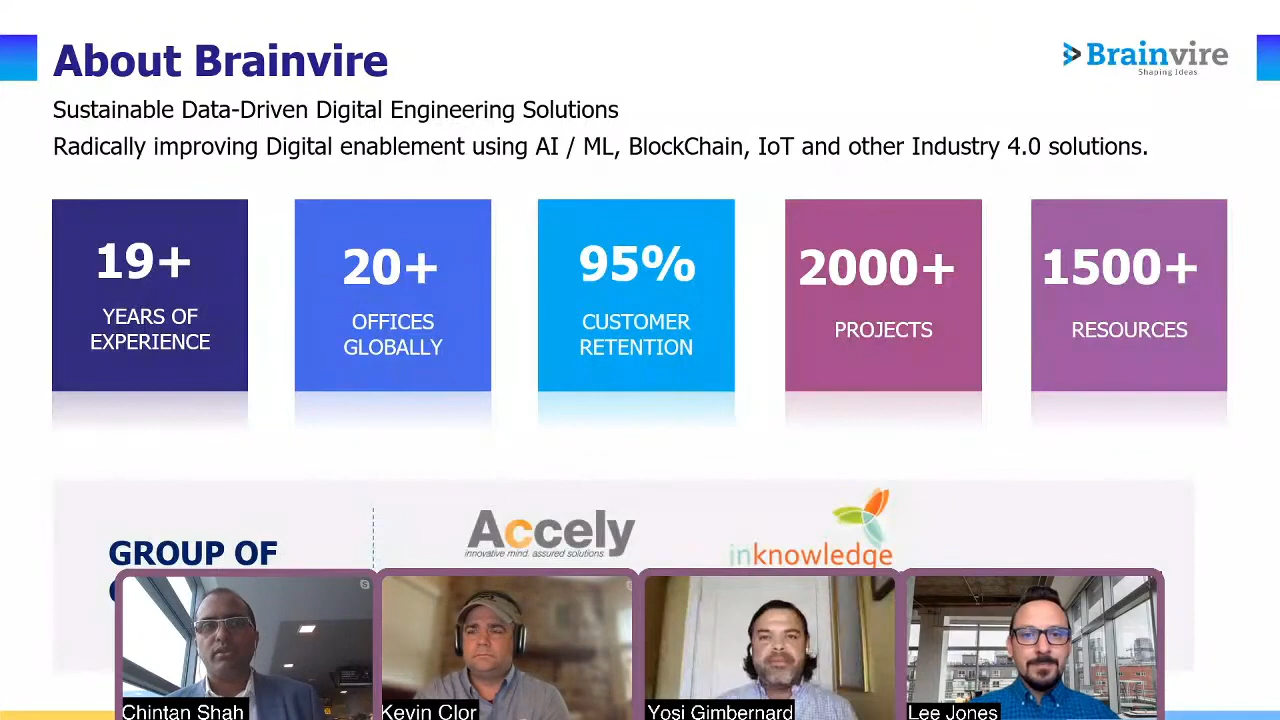 About Brainvire
Brainvire
Shaping Ideas
Sustainable Data-Driven Digital Engineering Solutions
Radically improving Digital enablement using AI / ML, BlockChain, IoT and other Industry 4.0 solutions.
19+
YEARS OF
EXPERIENCE
20+
OFFICES
GLOBALLY
95%
CUSTOMER
RETENTION
2000+
PROJECTS
1500+
RESOURCES
GROUP OF
Accely
innovative mind. assured solutions
inknowledge
Chintan Shah
Kevin Cror
Yosi Gimbernard
Lee Jones